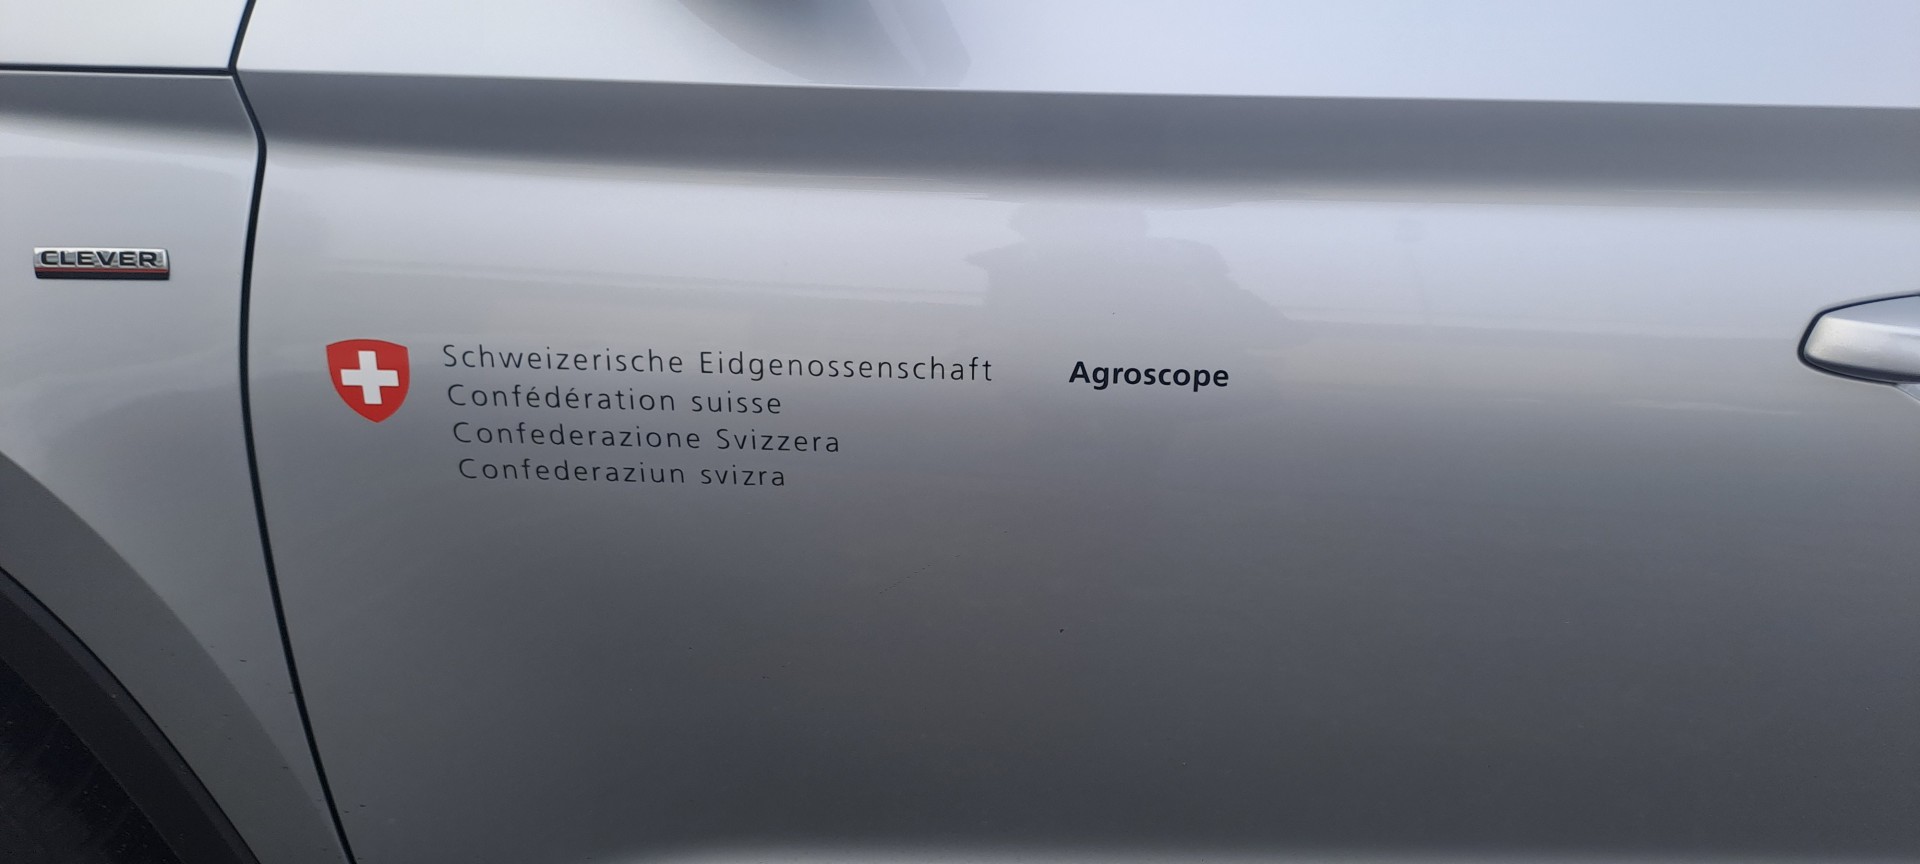 CLEVER
Schweizerische Eidgenossenschaft
Confédération suisse
Confederazione Svizzera
Confederaziun svizra
Agroscope